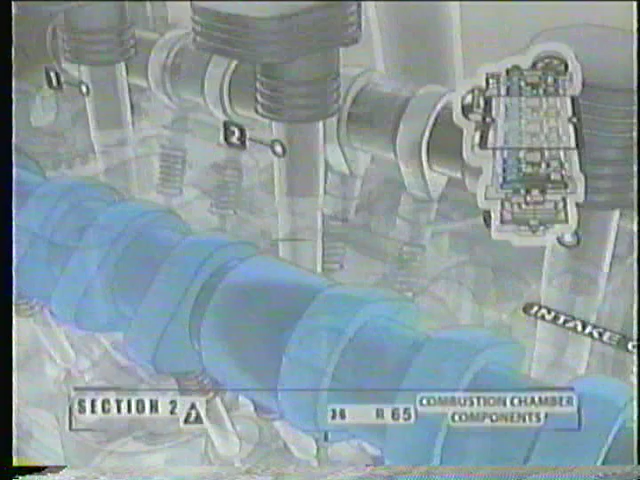 1
2
INTAKE
SECTION 2
36 R 65
COMBUSTION CHAMBER
COMPONENTS